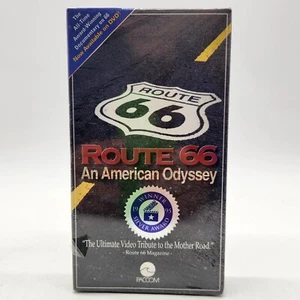 The
All-Time
Award-Winning
Documentary on 66
Now Available on DVD!
ROUTE
66
ROUTE 66
An American Odyssey
WINNER
SILVER AWARD
"The Ultimate Video Tribute to the Mother Road."
- Route 66 Magazine -
PACCOM